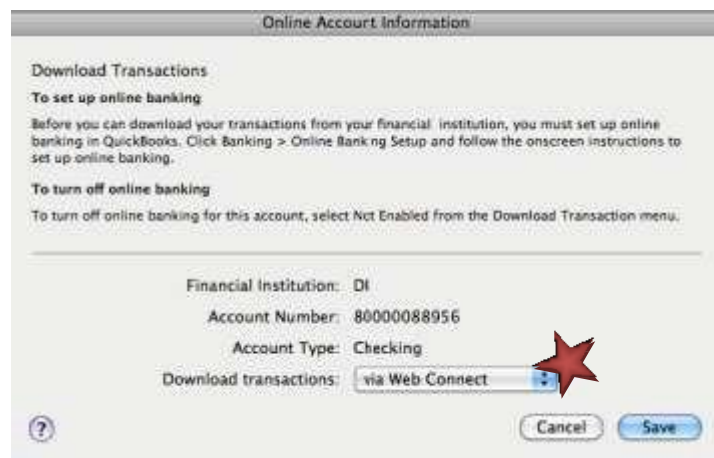 Online Account Information
Download Transactions
To set up online banking
Before you can download your transactions from your financial institution, you must set up online
banking in QuickBooks. Click Banking > Online Banking Setup and follow the onscreen instructions to
set up online banking.
To turn off online banking
To turn off online banking for this account, select Not Enabled from the Download Transaction menu.
Financial Institution: DI
Account Number: 80000088956
Account Type: Checking
Download transactions: via Web Connect
? Cancel Save